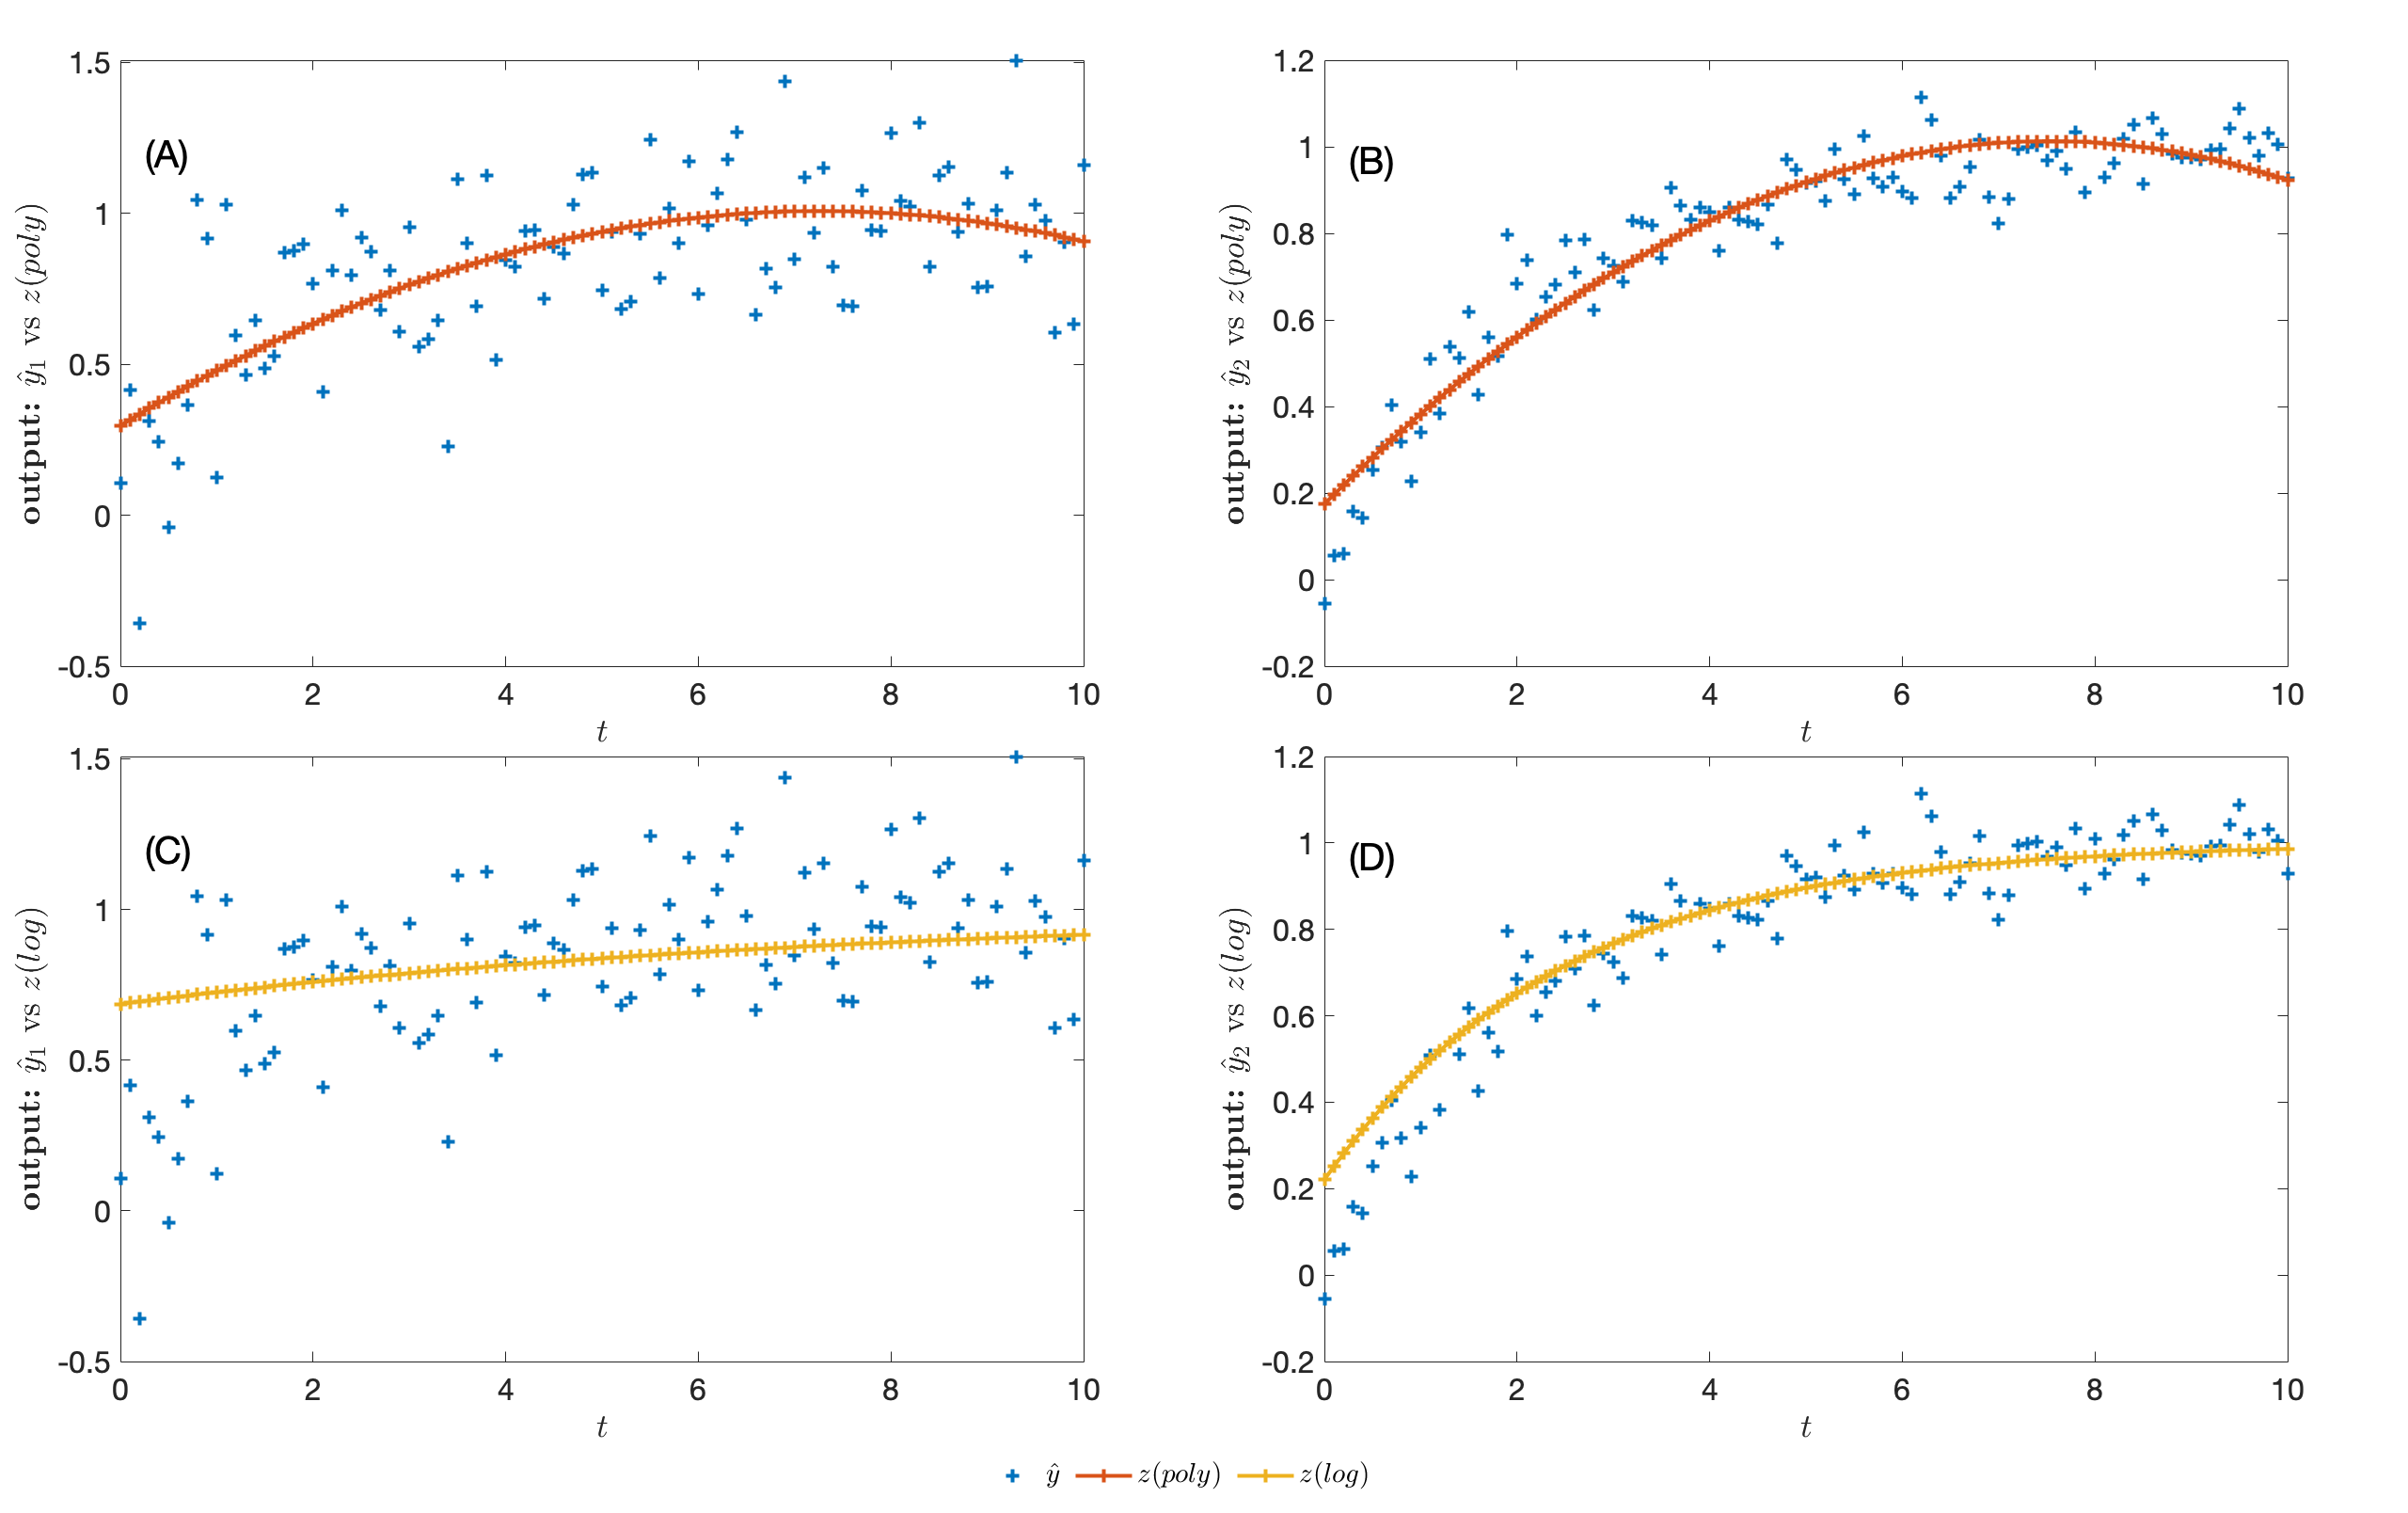 (A)
output: ŷ₁ vs z(poly)
1.5
1
0.5
0
-0.5
0 2 4 6 8 10
t
(B)
output: ŷ₂ vs z(poly)
1.2
1
0.8
0.6
0.4
0.2
0
-0.2
0 2 4 6 8 10
t
(C)
output: ŷ₁ vs z(log)
1.5
1
0.5
0
-0.5
0 2 4 6 8 10
t
(D)
output: ŷ₂ vs z(log)
1.2
1
0.8
0.6
0.4
0.2
0
-0.2
0 2 4 6 8 10
t
ŷ z(poly) z(log)